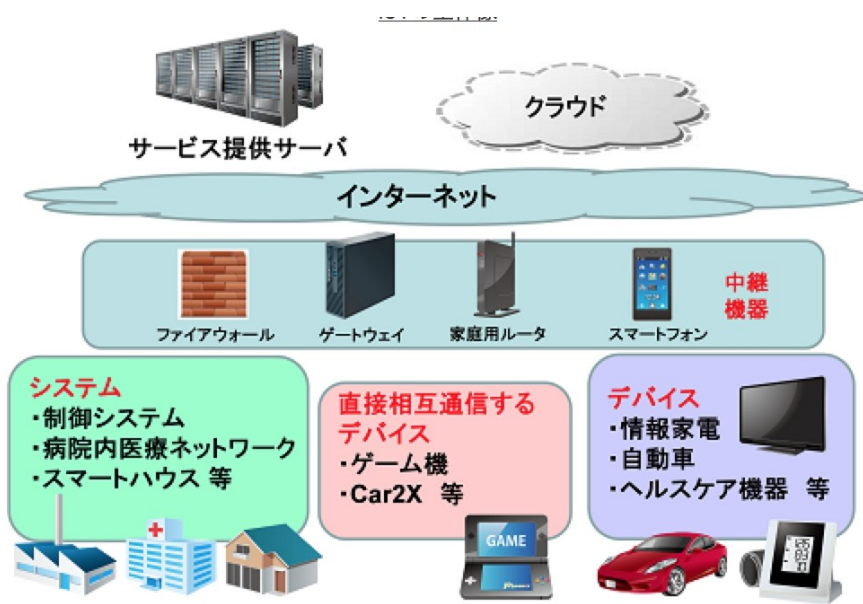 クラウド
サービス提供サーバ
インターネット
中継
機器
ファイアウォール
ゲートウェイ
家庭用ルータ
スマートフォン
システム
・制御システム
・病院内医療ネットワーク
・スマートハウス 等
直接相互通信する
デバイス
・ゲーム機
・Car2X 等
デバイス
・情報家電
・自動車
・ヘルスケア機器 等
GAME